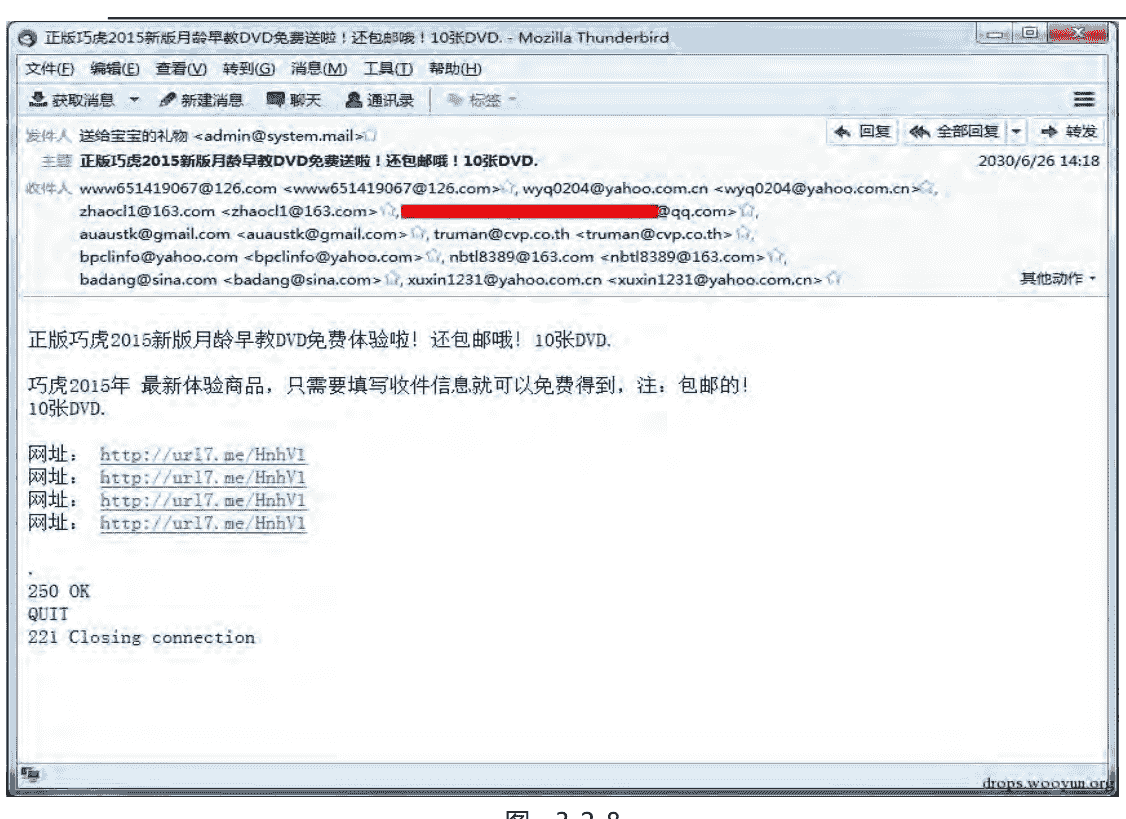 正版巧虎2015新版月龄早教DVD免费送啦！还包邮哦！10张DVD. - Mozilla Thunderbird
文件(F) 编辑(E) 查看(V) 转到(G) 消息(M) 工具(T) 帮助(H)
获取消息 新建消息 聊天 通讯录 标签
发件人 送给宝宝的礼物 <admin@system.mail> 回复 全部回复 转发
主题 正版巧虎2015新版月龄早教DVD免费送啦！还包邮哦！10张DVD. 2030/6/26 14:18
收件人 www651419067@126.com <www651419067@126.com>, wyq0204@yahoo.com.cn <wyq0204@yahoo.com.cn>,
zhaocl1@163.com <zhaocl1@163.com>, @qq.com>,
auaustk@gmail.com <auaustk@gmail.com>, truman@cvp.co.th <truman@cvp.co.th>,
bpclinfo@yahoo.com <bpclinfo@yahoo.com>, nbtl8389@163.com <nbtl8389@163.com>,
badang@sina.com <badang@sina.com>, xuxin1231@yahoo.com.cn <xuxin1231@yahoo.com.cn> 其他动作
正版巧虎2015新版月龄早教DVD免费体验啦！还包邮哦！10张DVD.
巧虎2015年 最新体验商品，只需要填写收件信息就可以免费得到，注：包邮的！
10张DVD.
网址： http://url7.me/HnhV1
网址： http://url7.me/HnhV1
网址： http://url7.me/HnhV1
网址： http://url7.me/HnhV1
.
250 OK
QUIT
221 Closing connection
drops.wooyun.org